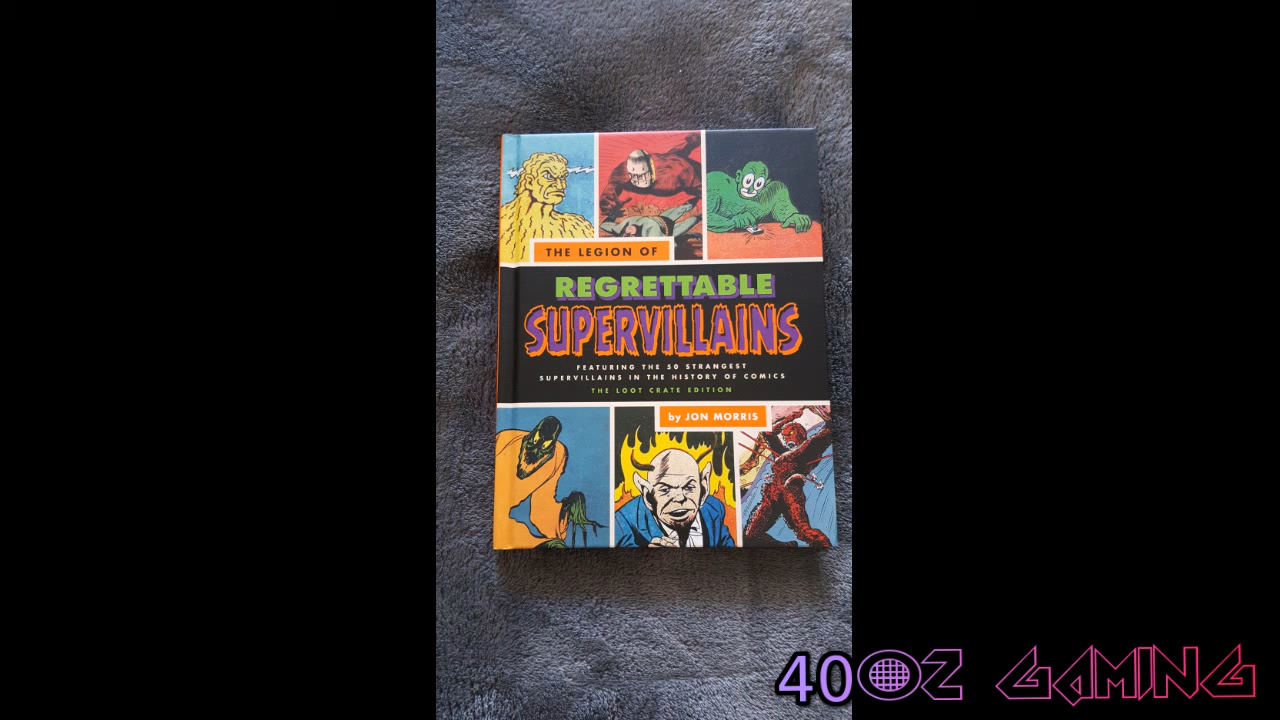 THE LEGION OF
REGRETTABLE
SUPERVILLAINS
FEATURING THE 50 STRANGEST
SUPERVILLAINS IN THE HISTORY OF COMICS
THE LOOT CRATE EDITION
by JON MORRIS
40OZ GAMING